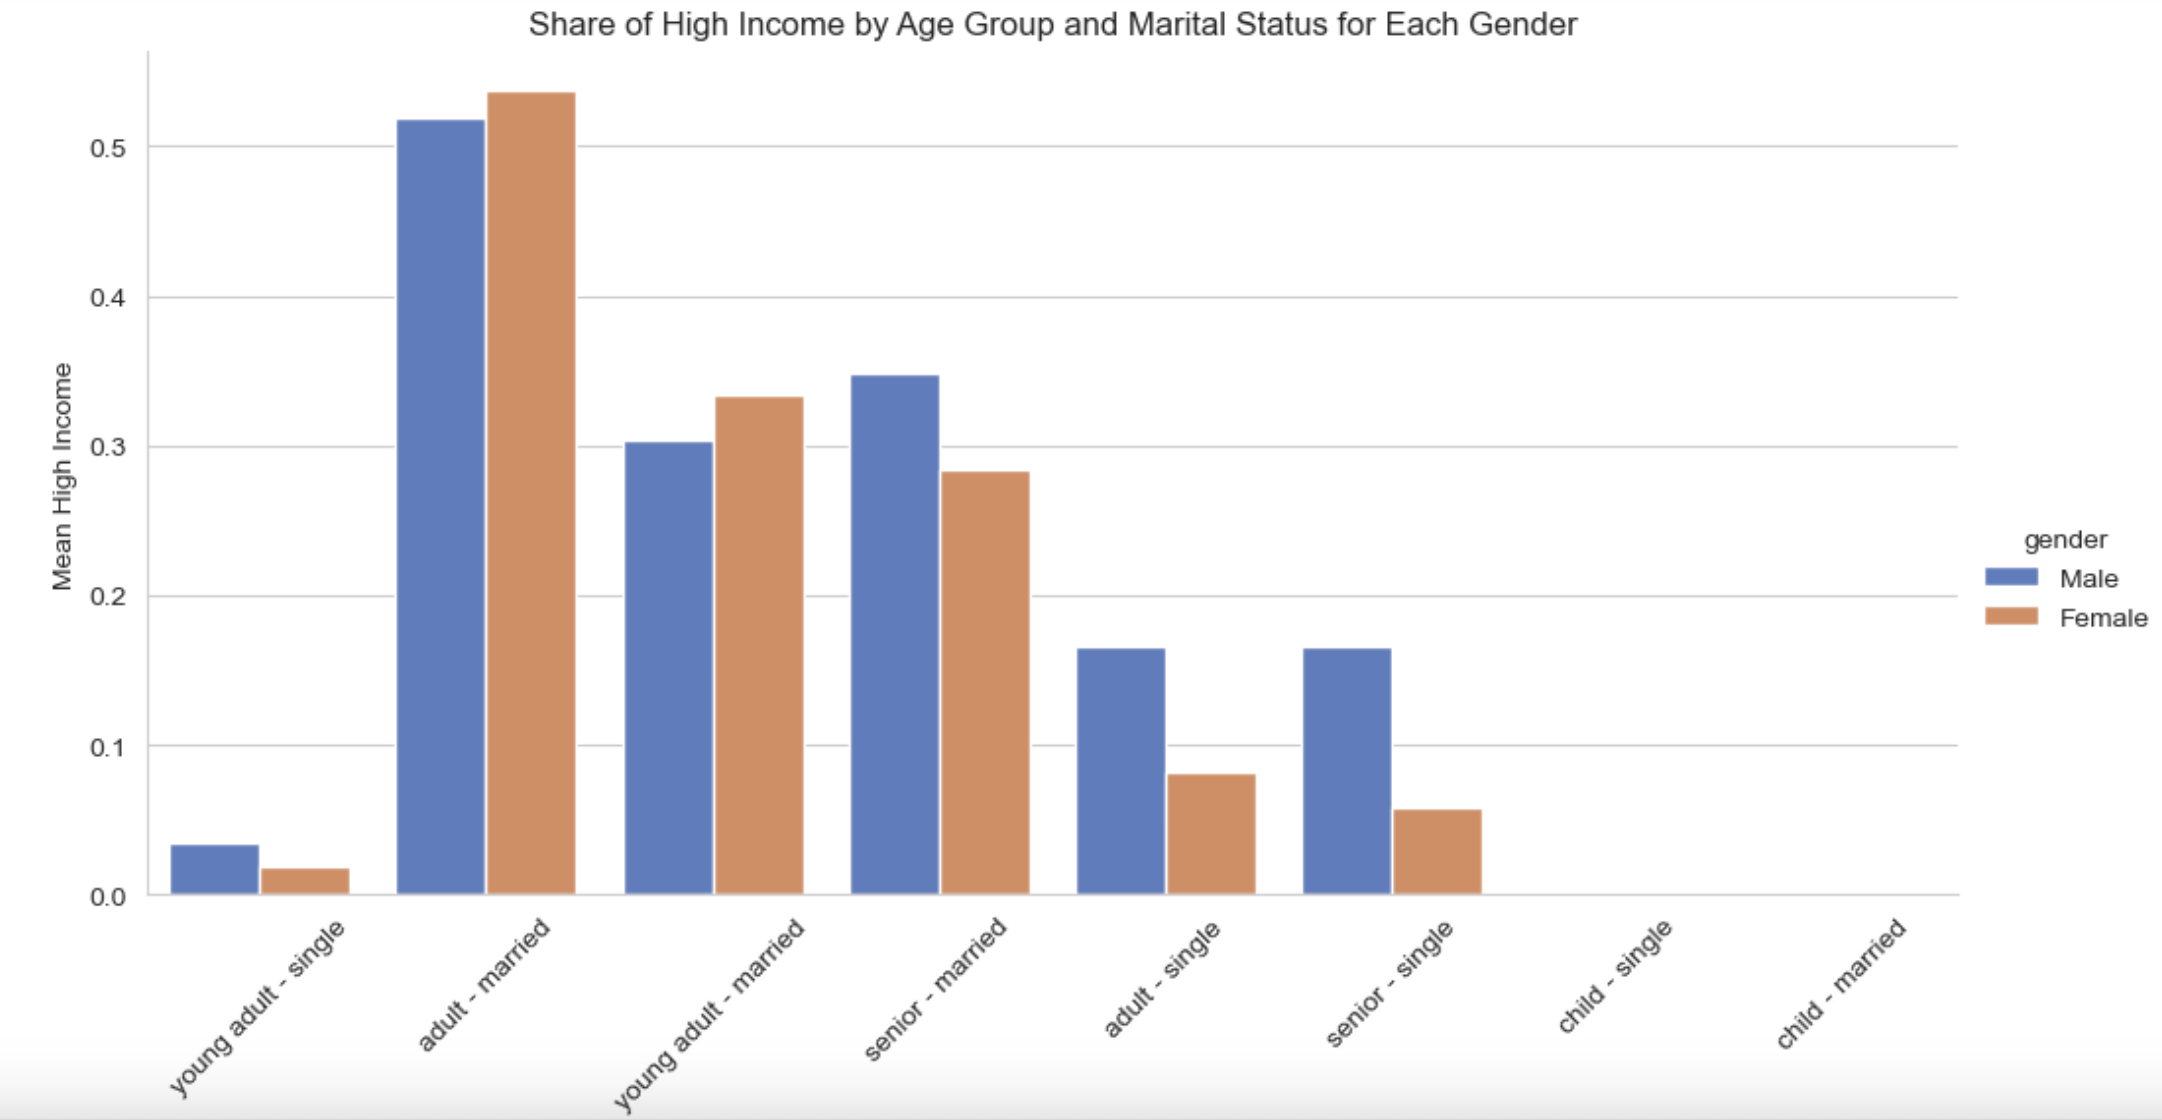 Share of High Income by Age Group and Marital Status for Each Gender
Mean High Income
0.5
0.4
0.3
0.2
0.1
0.0
young adult - single
adult - married
young adult - married
senior - married
adult - single
senior - single
child - single
child - married
gender
Male
Female